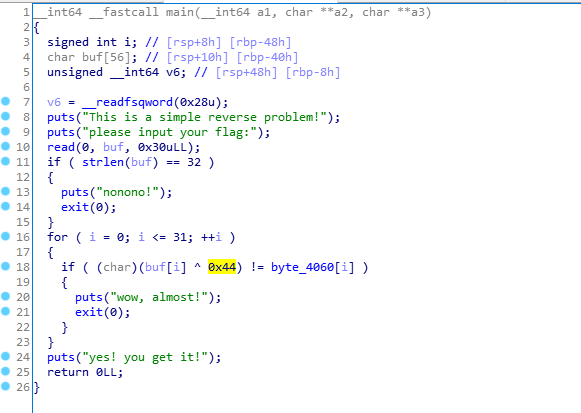 1 __int64 __fastcall main(__int64 a1, char **a2, char **a3)
2 {
3 signed int i; // [rsp+8h] [rbp-48h]
4 char buf[56]; // [rsp+10h] [rbp-40h]
5 unsigned __int64 v6; // [rsp+48h] [rbp-8h]
6
7 v6 = __readfsqword(0x28u);
8 puts("This is a simple reverse problem!");
9 puts("please input your flag:");
10 read(0, buf, 0x30uLL);
11 if ( strlen(buf) == 32 )
12 {
13 puts("nonono!");
14 exit(0);
15 }
16 for ( i = 0; i <= 31; ++i )
17 {
18 if ( (char)(buf[i] ^ 0x44) != byte_4060[i] )
19 {
20 puts("wow, almost!");
21 exit(0);
22 }
23 }
24 puts("yes! you get it!");
25 return 0LL;
26 }